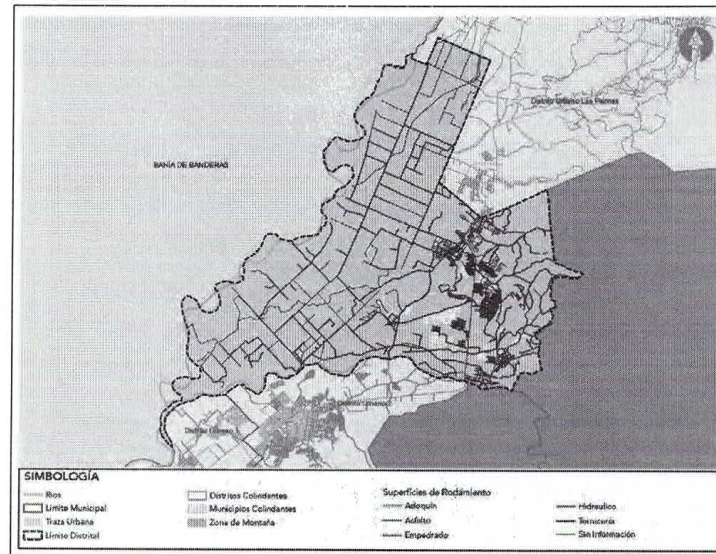 Distrito Urbano Las Palmas
BAHÍA DE BANDERAS
SIMBOLOGÍA
Ríos
Límite Municipal
Traza Urbana
Límite Distrital
Distritos Colindantes
Municipios Colindantes
Zona de Montaña
Superficies de Rodamiento
Adoquín
Asfalto
Empedrado
Hidraulico
Terracería
Sin Información